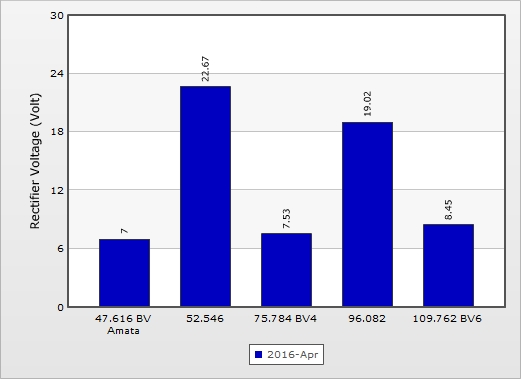 30
24
18
12
6
0
Rectifier Voltage (Volt)
7
22.67
7.53
19.02
8.45
47.616 BV
Amata
52.546
75.784 BV4
96.082
109.762 BV6
2016-Apr